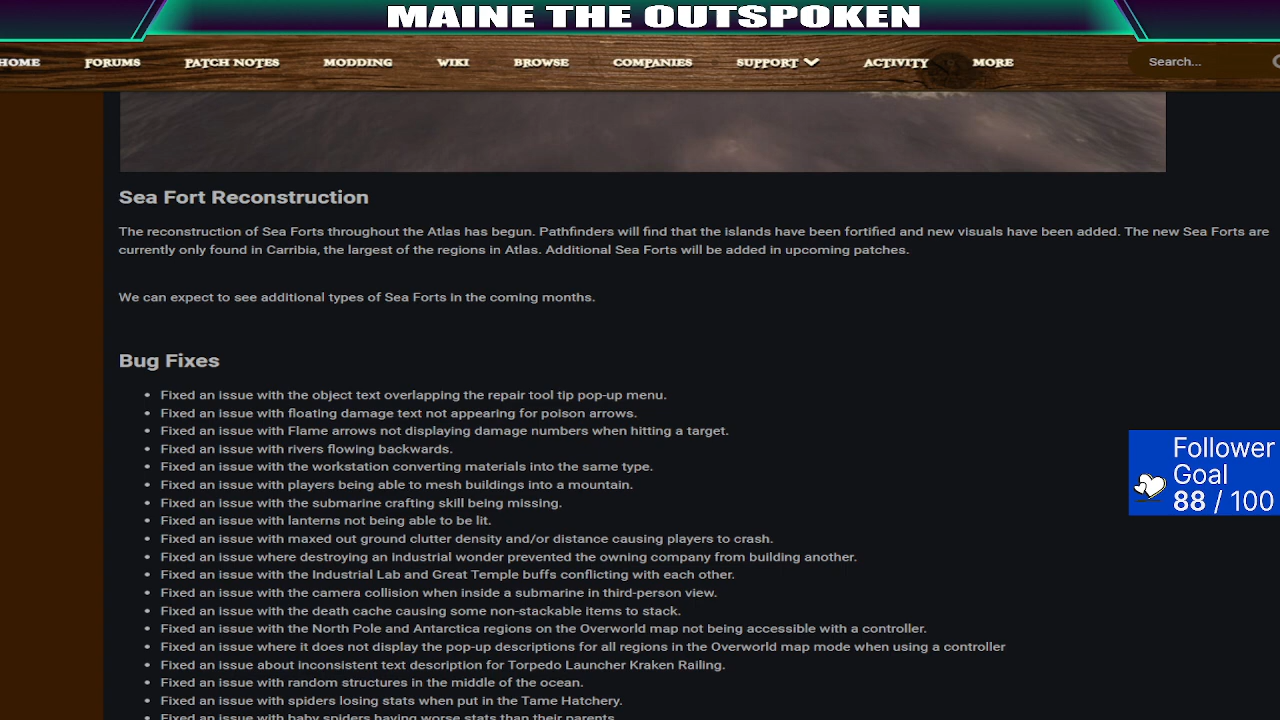 MAINE THE OUTSPOKEN
HOME FORUMS PATCH NOTES MODDING WIKI BROWSE COMPANIES SUPPORT ACTIVITY MORE Search...
Sea Fort Reconstruction
The reconstruction of Sea Forts throughout the Atlas has begun. Pathfinders will find that the islands have been fortified and new visuals have been added. The new Sea Forts are
currently only found in Carribia, the largest of the regions in Atlas. Additional Sea Forts will be added in upcoming patches.
We can expect to see additional types of Sea Forts in the coming months.
Bug Fixes
• Fixed an issue with the object text overlapping the repair tool tip pop-up menu.
• Fixed an issue with floating damage text not appearing for poison arrows.
• Fixed an issue with Flame arrows not displaying damage numbers when hitting a target.
• Fixed an issue with rivers flowing backwards.
• Fixed an issue with the workstation converting materials into the same type.
• Fixed an issue with players being able to mesh buildings into a mountain.
• Fixed an issue with the submarine crafting skill being missing.
• Fixed an issue with lanterns not being able to be lit.
• Fixed an issue with maxed out ground clutter density and/or distance causing players to crash.
• Fixed an issue where destroying an industrial wonder prevented the owning company from building another.
• Fixed an issue with the Industrial Lab and Great Temple buffs conflicting with each other.
• Fixed an issue with the camera collision when inside a submarine in third-person view.
• Fixed an issue with the death cache causing some non-stackable items to stack.
• Fixed an issue with the North Pole and Antarctica regions on the Overworld map not being accessible with a controller.
• Fixed an issue where it does not display the pop-up descriptions for all regions in the Overworld map mode when using a controller
• Fixed an issue about inconsistent text description for Torpedo Launcher Kraken Railing.
• Fixed an issue with random structures in the middle of the ocean.
• Fixed an issue with spiders losing stats when put in the Tame Hatchery.
• Fixed an issue with baby spiders having worse stats than their parents.
Follower
Goal
88 / 100